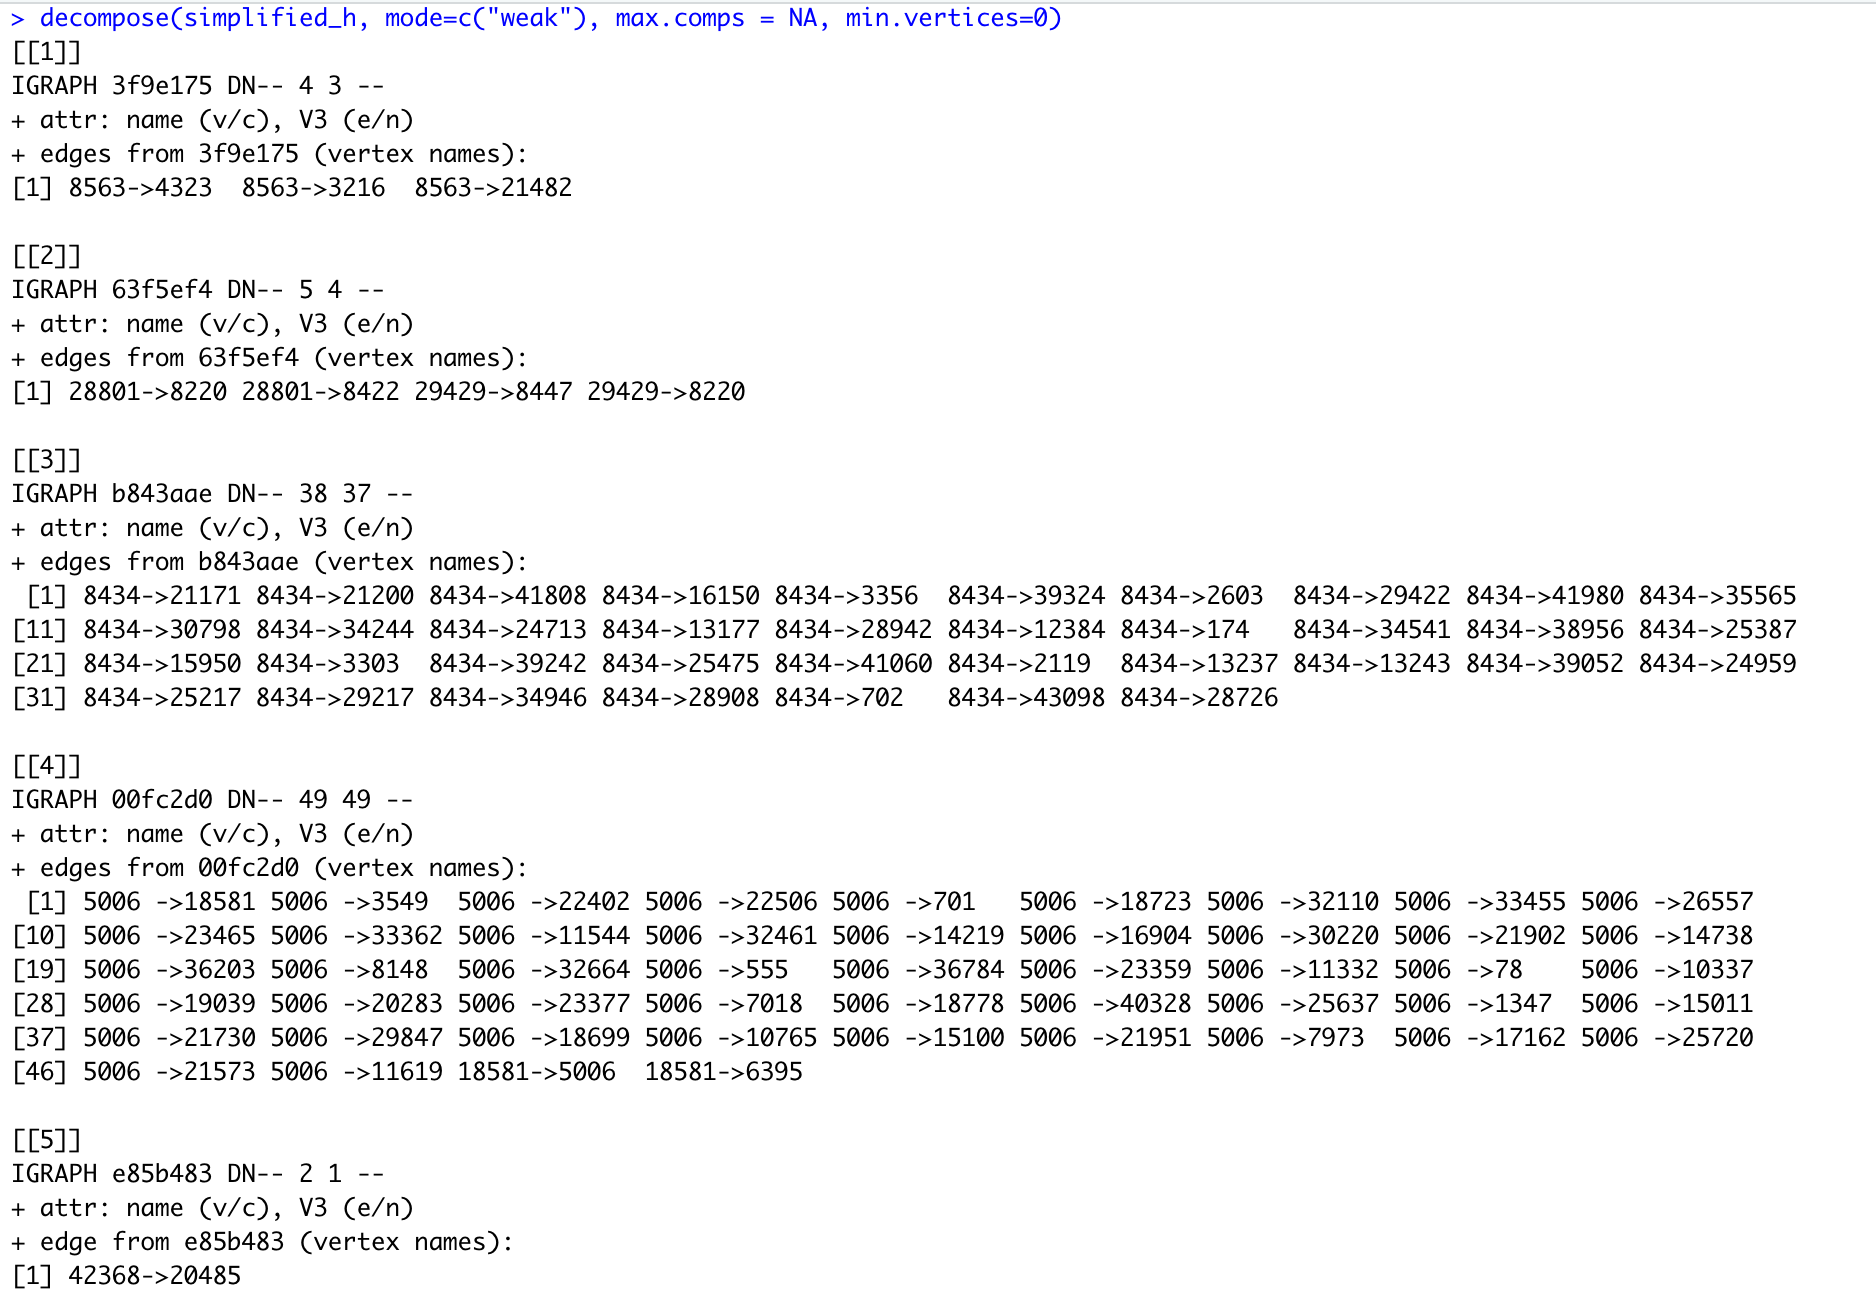 > decompose(simplified_h, mode=c("weak"), max.comps = NA, min.vertices=0)
[[1]]
IGRAPH 3f9e175 DN-- 4 3 --
+ attr: name (v/c), V3 (e/n)
+ edges from 3f9e175 (vertex names):
[1] 8563->4323  8563->3216  8563->21482

[[2]]
IGRAPH 63f5ef4 DN-- 5 4 --
+ attr: name (v/c), V3 (e/n)
+ edges from 63f5ef4 (vertex names):
[1] 28801->8220 28801->8422 29429->8447 29429->8220

[[3]]
IGRAPH b843aae DN-- 38 37 --
+ attr: name (v/c), V3 (e/n)
+ edges from b843aae (vertex names):
 [1] 8434->21171 8434->21200 8434->41808 8434->16150 8434->3356  8434->39324 8434->2603  8434->29422 8434->41980 8434->35565
[11] 8434->30798 8434->34244 8434->24713 8434->13177 8434->28942 8434->12384 8434->174   8434->34541 8434->38956 8434->25387
[21] 8434->15950 8434->3303  8434->39242 8434->25475 8434->41060 8434->2119  8434->13237 8434->13243 8434->39052 8434->24959
[31] 8434->25217 8434->29217 8434->34946 8434->28908 8434->702   8434->43098 8434->28726

[[4]]
IGRAPH 00fc2d0 DN-- 49 49 --
+ attr: name (v/c), V3 (e/n)
+ edges from 00fc2d0 (vertex names):
 [1] 5006 ->18581 5006 ->3549  5006 ->22402 5006 ->22506 5006 ->701   5006 ->18723 5006 ->32110 5006 ->33455 5006 ->26557
[10] 5006 ->23465 5006 ->33362 5006 ->11544 5006 ->32461 5006 ->14219 5006 ->16904 5006 ->30220 5006 ->21902 5006 ->14738
[19] 5006 ->36203 5006 ->8148  5006 ->32664 5006 ->555   5006 ->36784 5006 ->23359 5006 ->11332 5006 ->78    5006 ->10337
[28] 5006 ->19039 5006 ->20283 5006 ->23377 5006 ->7018  5006 ->18778 5006 ->40328 5006 ->25637 5006 ->1347  5006 ->15011
[37] 5006 ->21730 5006 ->29847 5006 ->18699 5006 ->10765 5006 ->15100 5006 ->21951 5006 ->7973  5006 ->17162 5006 ->25720
[46] 5006 ->21573 5006 ->11619 18581->5006  18581->6395

[[5]]
IGRAPH e85b483 DN-- 2 1 --
+ attr: name (v/c), V3 (e/n)
+ edge from e85b483 (vertex names):
[1] 42368->20485